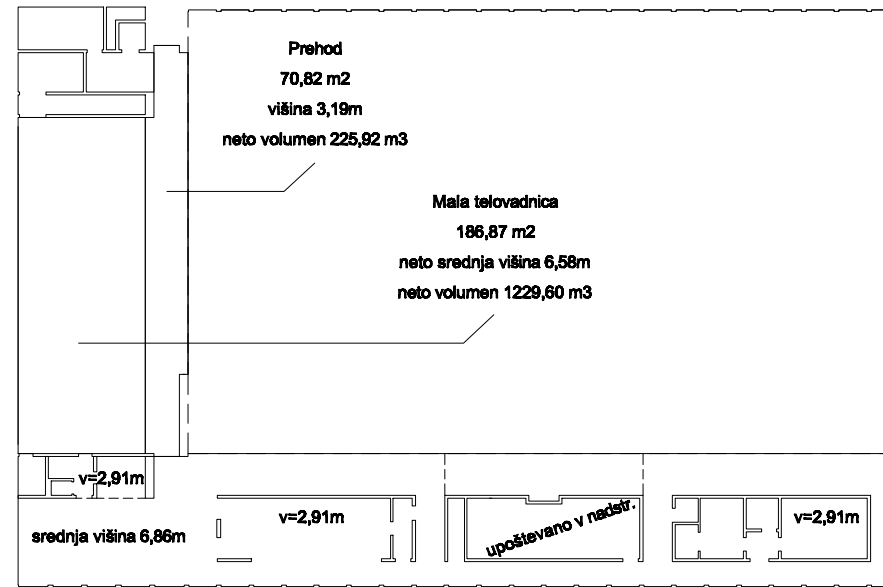 Prehod
70,82 m2
višina 3,19m
neto volumen 225,92 m3
Mala telovadnica
186,87 m2
neto srednja višina 6,58m
neto volumen 1229,60 m3
v=2,91m
srednja višina 6,86m
v=2,91m
upoštevano v nadstr.
v=2,91m